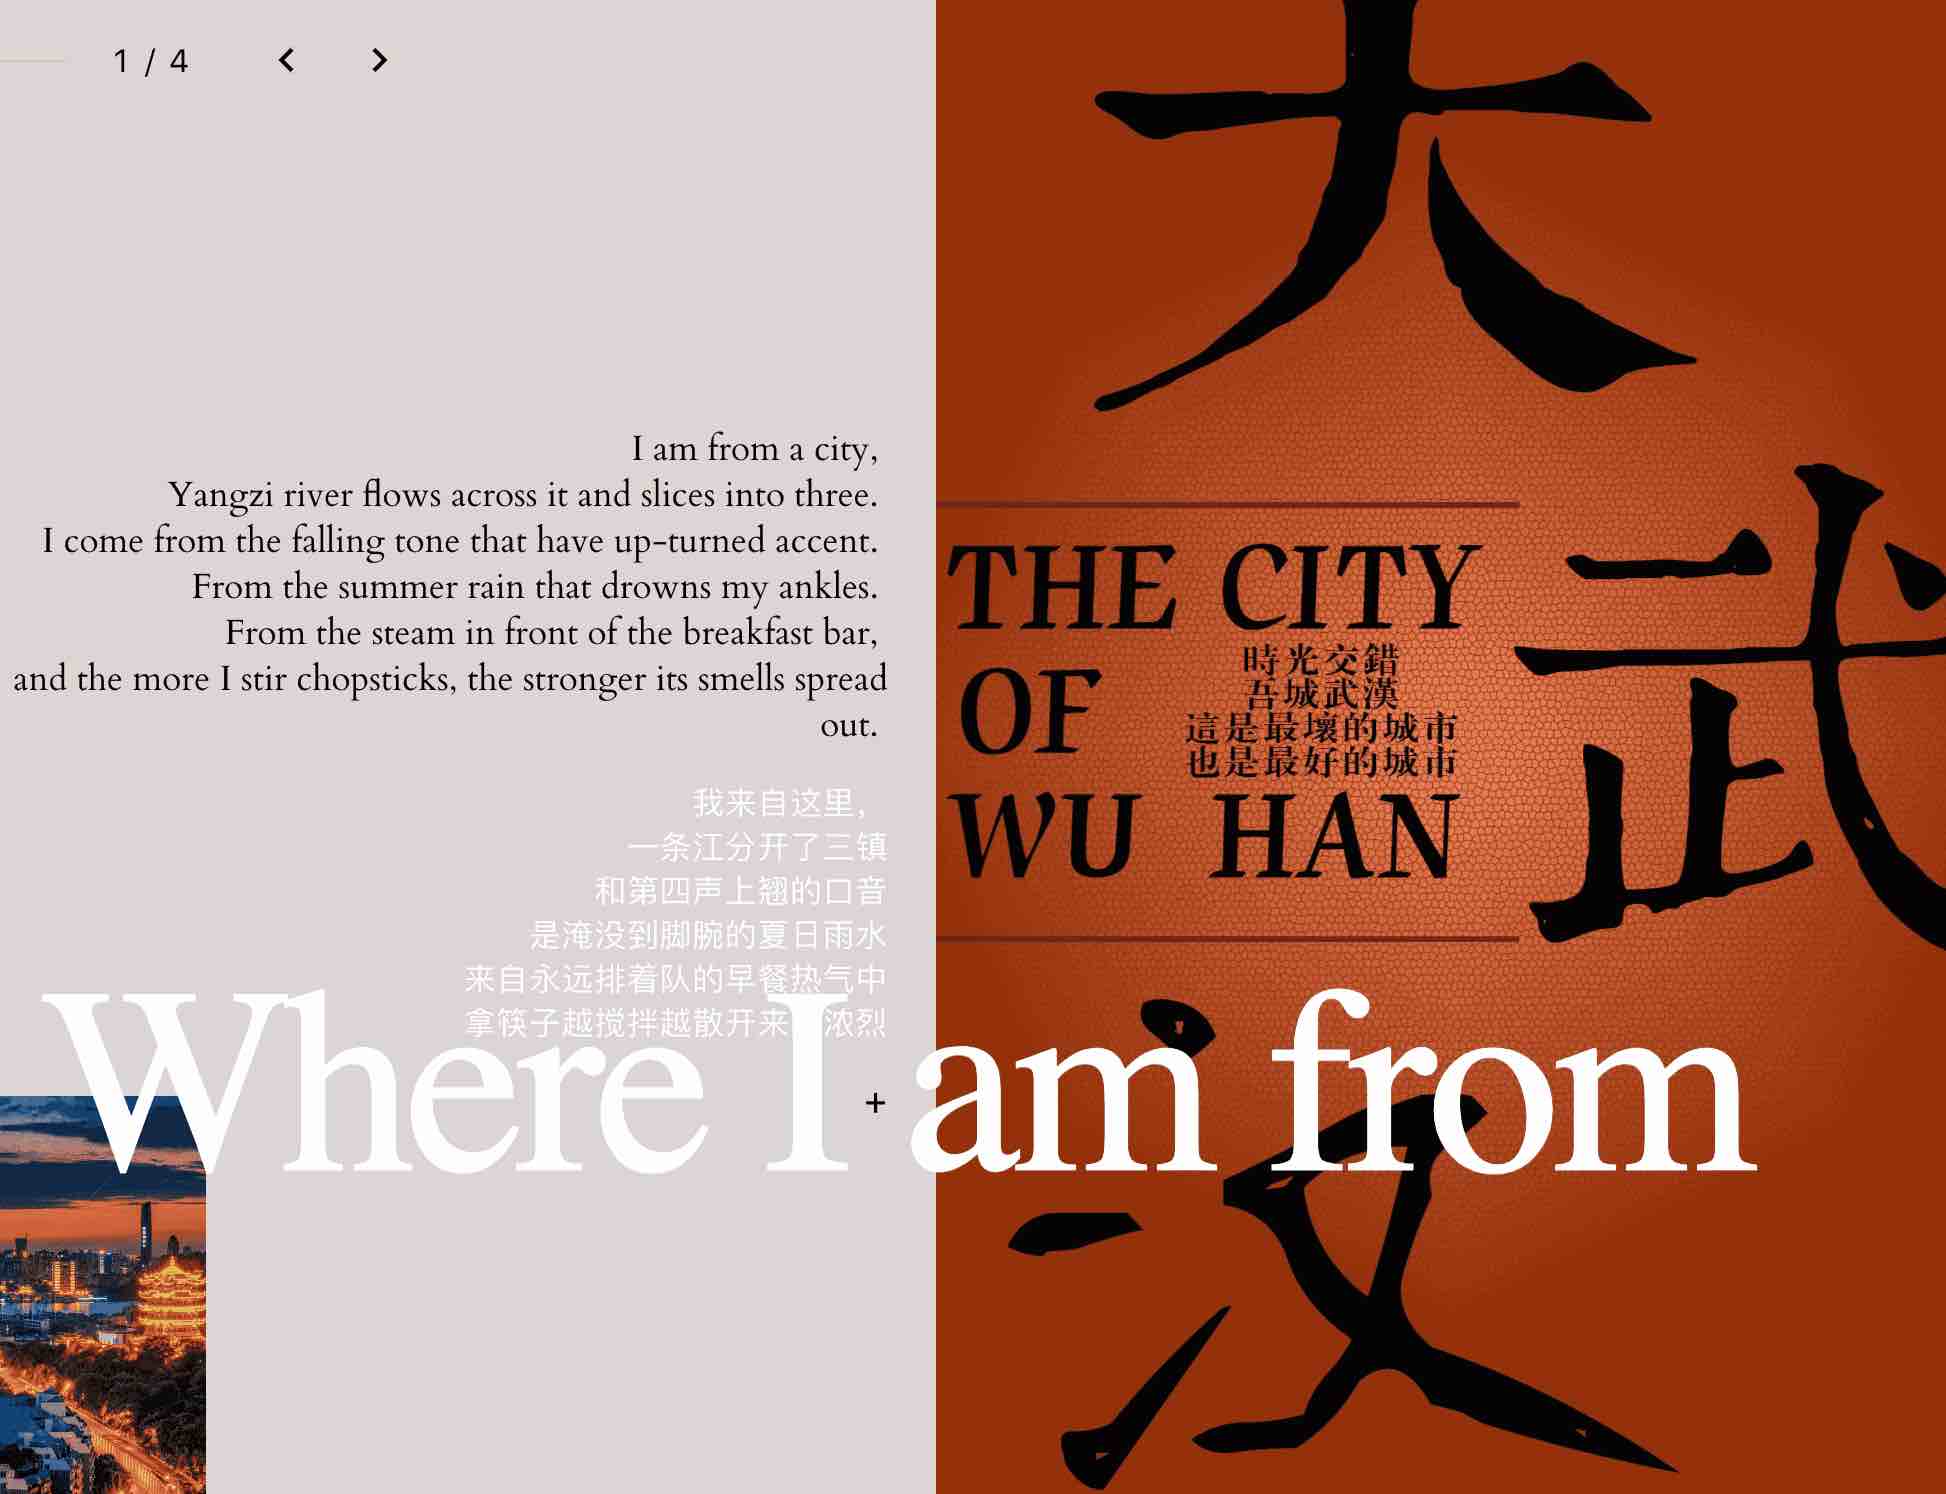 1 / 4
I am from a city,
Yangzi river flows across it and slices into three.
I come from the falling tone that have up-turned accent.
From the summer rain that drowns my ankles.
From the steam in front of the breakfast bar,
and the more I stir chopsticks, the stronger its smells spread
out.
我来自这里，
一条江分开了三镇
和第四声上翘的口音
是淹没到脚腕的夏日雨水
来自永远排着队的早餐热气中
拿筷子越搅拌越散开来 浓烈
Where I am from
+
大
武
汉
THE CITY
OF
時光交錯
吾城武漢
這是最壞的城市
也是最好的城市
WU HAN